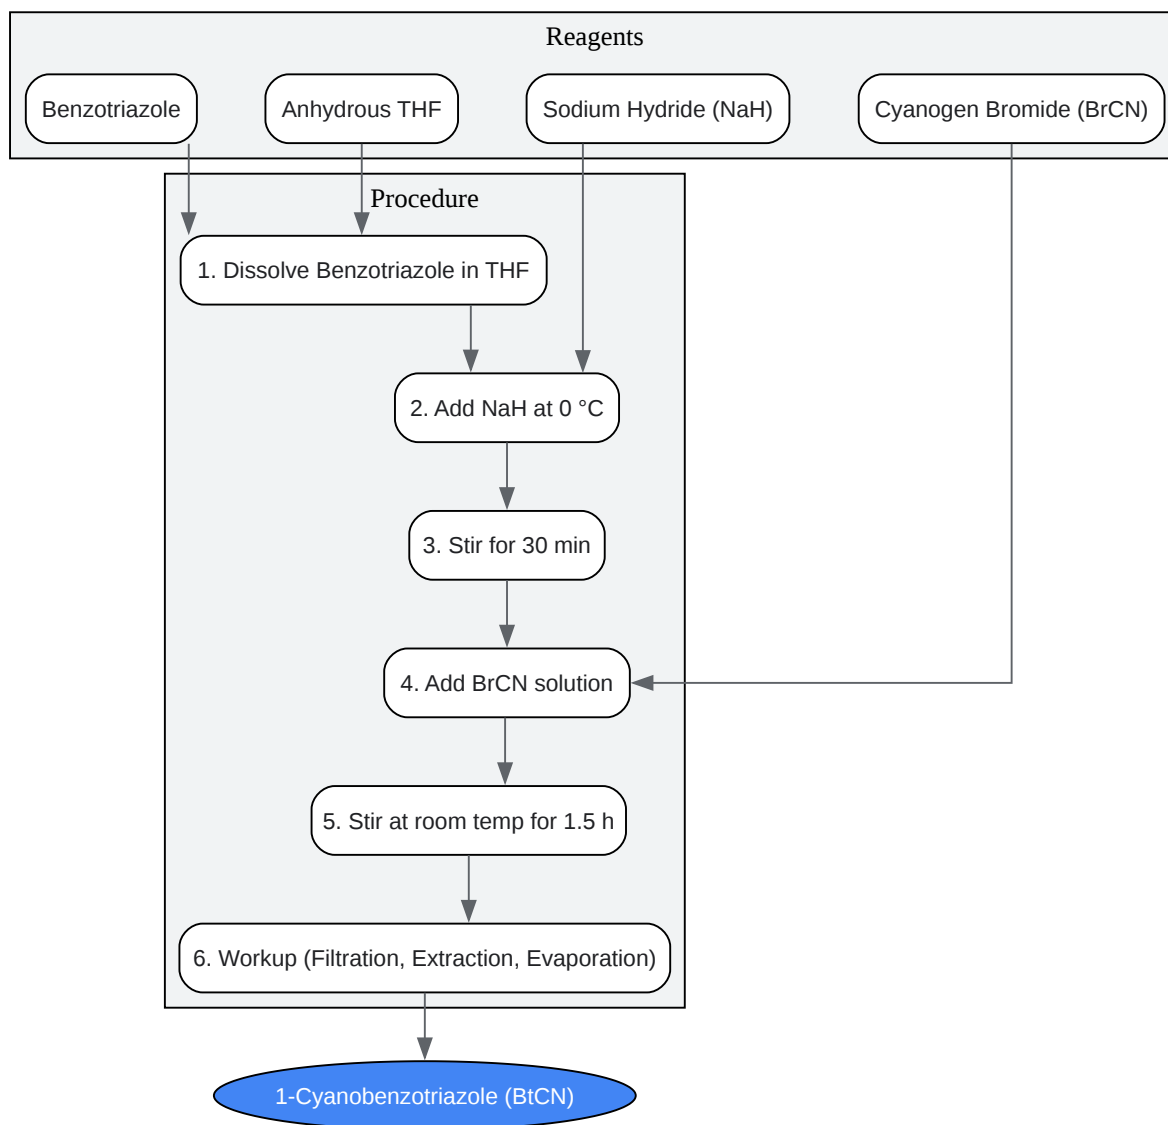 Reagents
Benzotriazole
Anhydrous THF
Sodium Hydride (NaH)
Cyanogen Bromide (BrCN)
Procedure
1. Dissolve Benzotriazole in THF
2. Add NaH at 0 °C
3. Stir for 30 min
4. Add BrCN solution
5. Stir at room temp for 1.5 h
6. Workup (Filtration, Extraction, Evaporation)
1-Cyanobenzotriazole (BtCN)